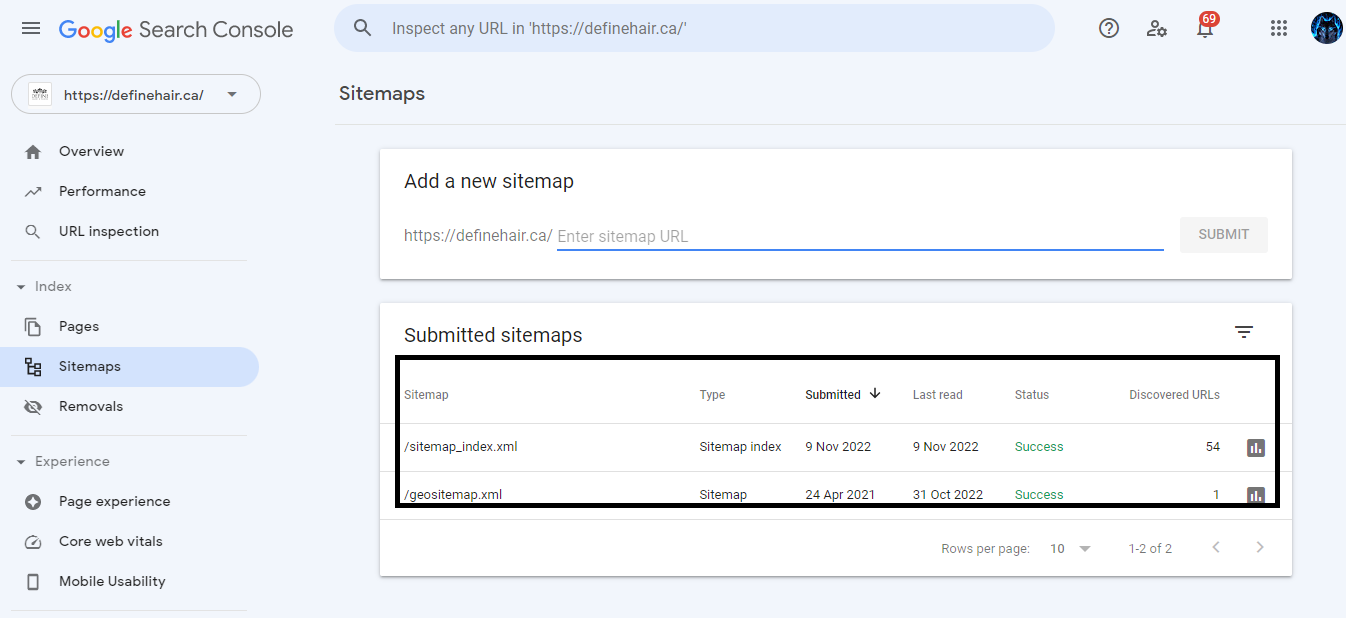 Google Search Console
Inspect any URL in 'https://definehair.ca/'
69
https://definehair.ca/
Sitemaps
Overview
Performance
URL inspection
Index
Pages
Sitemaps
Removals
Experience
Page experience
Core web vitals
Mobile Usability
Add a new sitemap
https://definehair.ca/ Enter sitemap URL SUBMIT
Submitted sitemaps
Sitemap Type Submitted Last read Status Discovered URLs
/sitemap_index.xml Sitemap index 9 Nov 2022 9 Nov 2022 Success 54
/geositemap.xml Sitemap 24 Apr 2021 31 Oct 2022 Success 1
Rows per page: 10 1-2 of 2